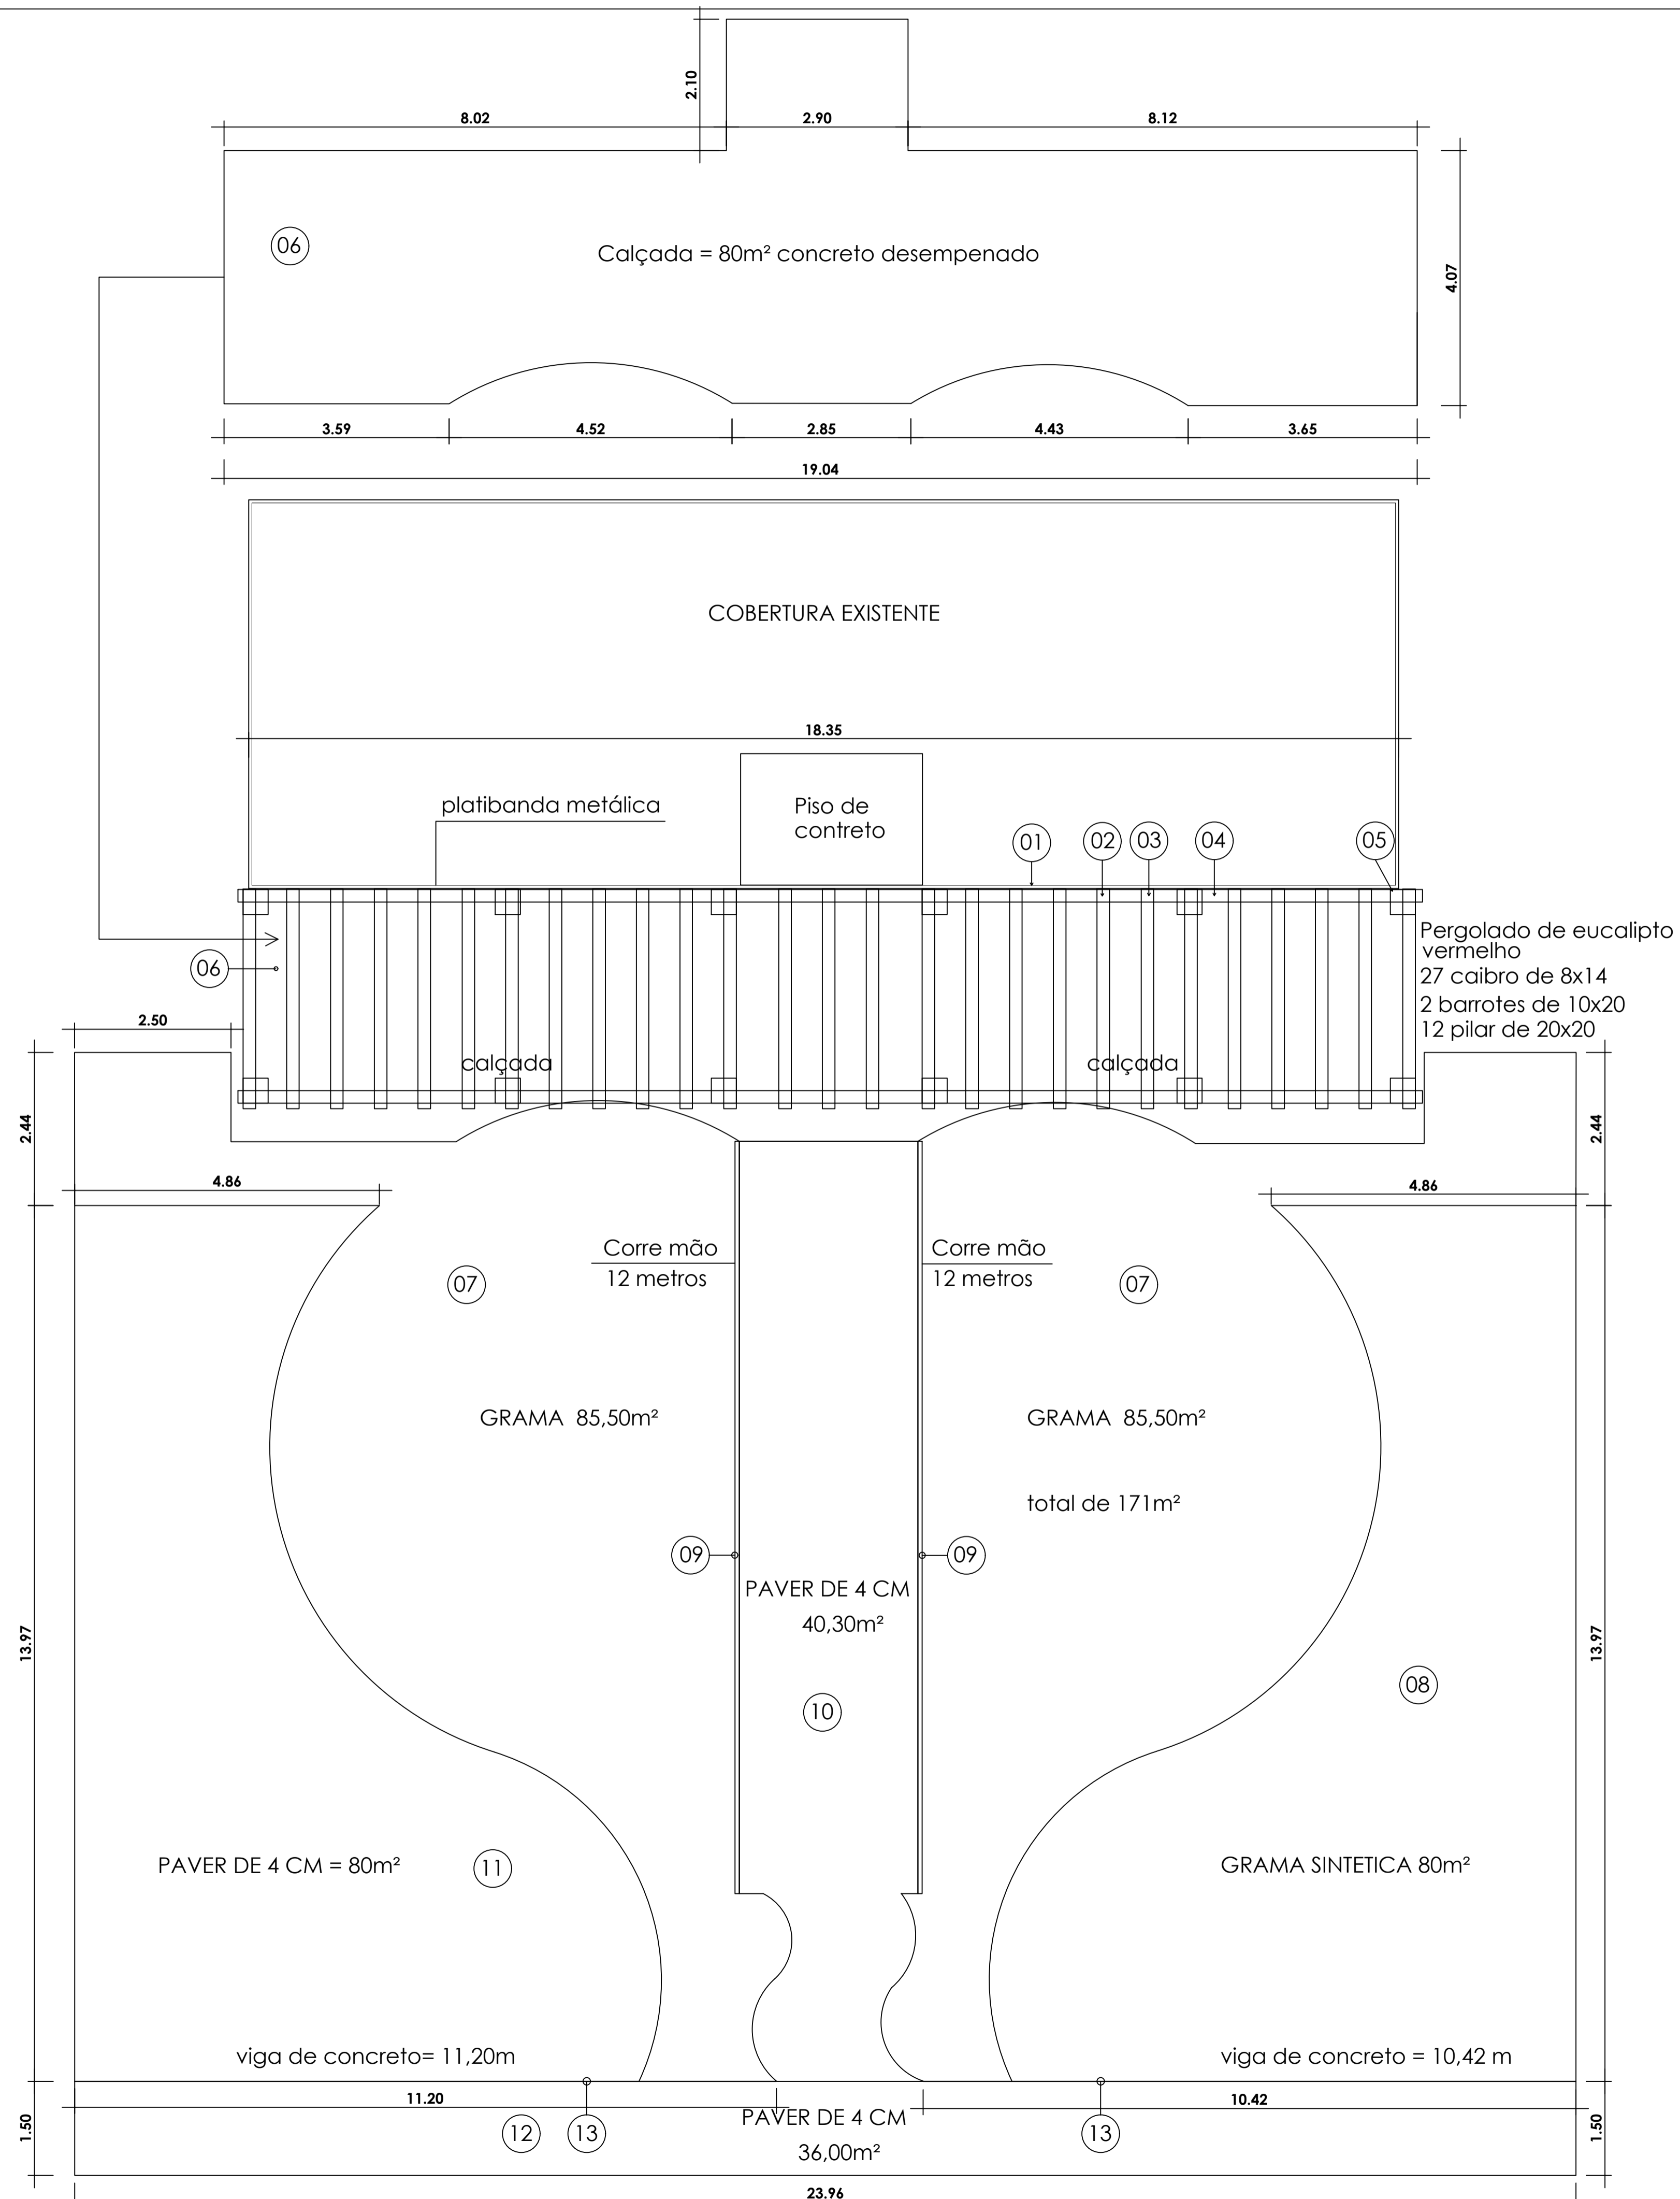 2.10
8.02
2.90
8.12
06
Calçada = 80m² concreto desempenado
4.07
3.59
4.52
2.85
4.43
3.65
19.04
COBERTURA EXISTENTE
18.35
platibanda metálica
Piso de
contreto
01
02
03
04
05
06
Pergolado de eucalipto
vermelho
27 caibro de 8x14
2 barrotes de 10x20
12 pilar de 20x20
2.50
calçada
calçada
2.44
2.44
4.86
4.86
Corre mão
12 metros
Corre mão
12 metros
07
07
GRAMA 85,50m²
GRAMA 85,50m²
total de 171m²
09
09
PAVER DE 4 CM
40,30m²
13.97
13.97
08
10
PAVER DE 4 CM = 80m²
11
GRAMA SINTETICA 80m²
viga de concreto= 11,20m
viga de concreto = 10,42 m
11.20
10.42
1.50
12
13
PAVER DE 4 CM
36,00m²
13
1.50
23.96